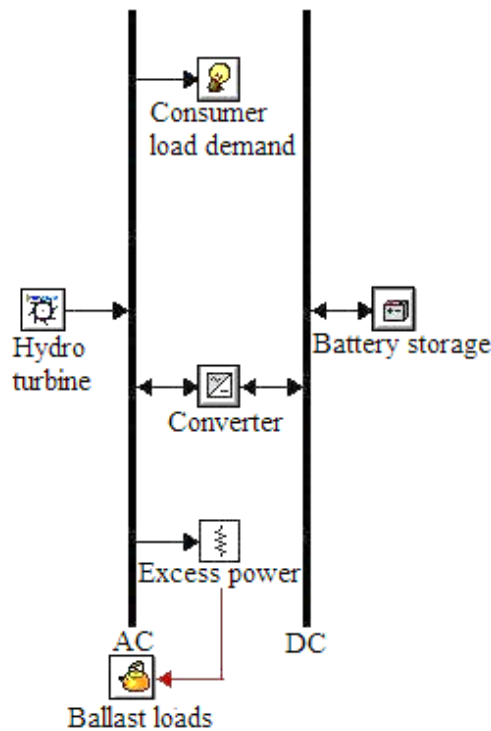 Consumer
load demand
Hydro
turbine
Battery storage
Converter
Excess power
AC
DC
Ballast loads